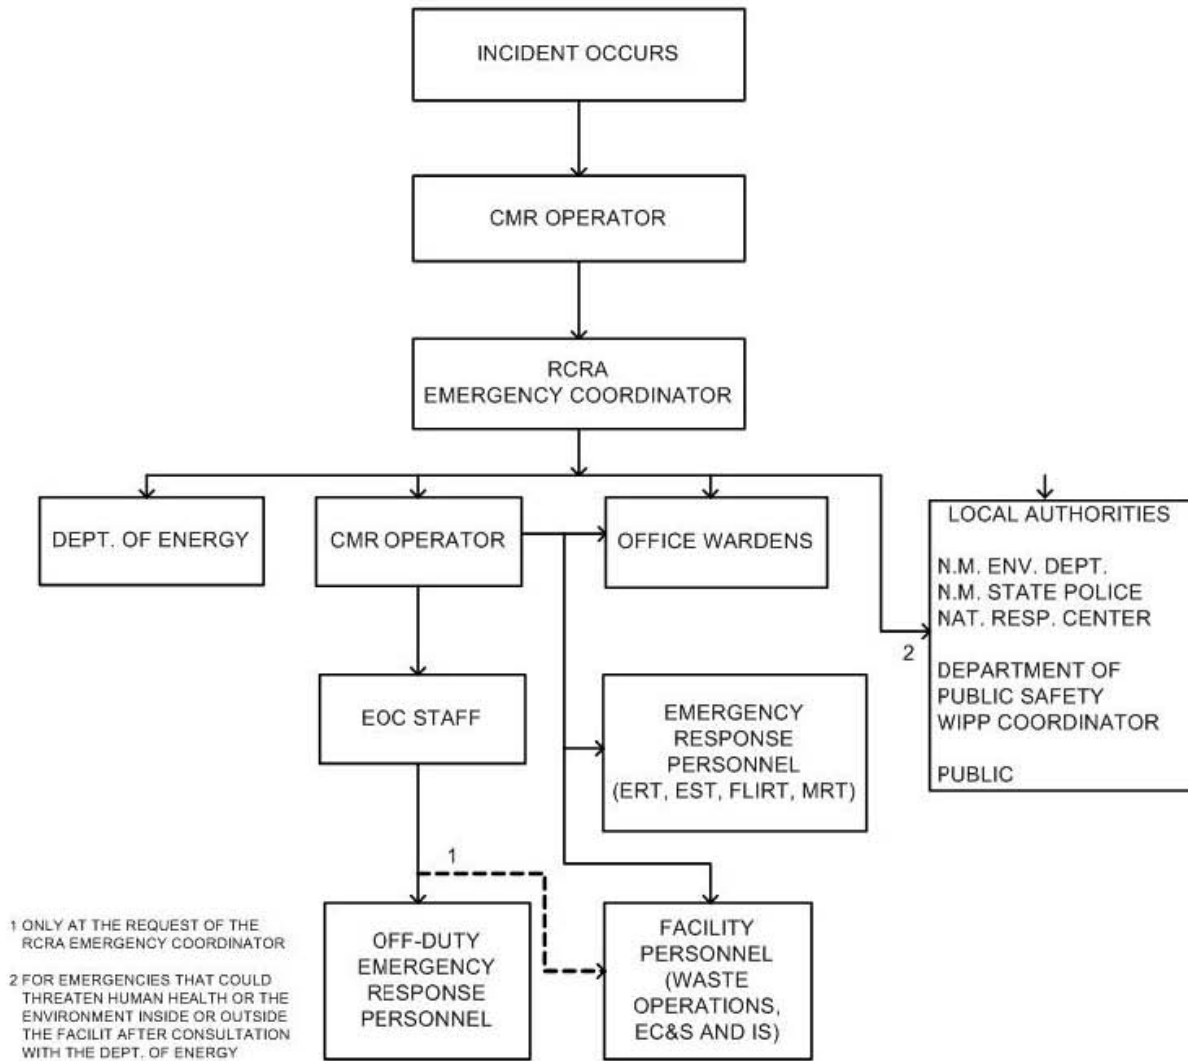 INCIDENT OCCURS
CMR OPERATOR
RCRA
EMERGENCY COORDINATOR
DEPT. OF ENERGY
CMR OPERATOR
OFFICE WARDENS
LOCAL AUTHORITIES
N.M. ENV. DEPT.
N.M. STATE POLICE
NAT. RESP. CENTER
DEPARTMENT OF
PUBLIC SAFETY
WIPP COORDINATOR
PUBLIC
2
EOC STAFF
EMERGENCY
RESPONSE
PERSONNEL
(ERT, EST, FLIRT, MRT)
1
OFF-DUTY
EMERGENCY
RESPONSE
PERSONNEL
FACILITY
PERSONNEL
(WASTE
OPERATIONS,
EC&S AND IS)
1 ONLY AT THE REQUEST OF THE
RCRA EMERGENCY COORDINATOR
2 FOR EMERGENCIES THAT COULD
THREATEN HUMAN HEALTH OR THE
ENVIRONMENT INSIDE OR OUTSIDE
THE FACILIT AFTER CONSULTATION
WITH THE DEPT. OF ENERGY